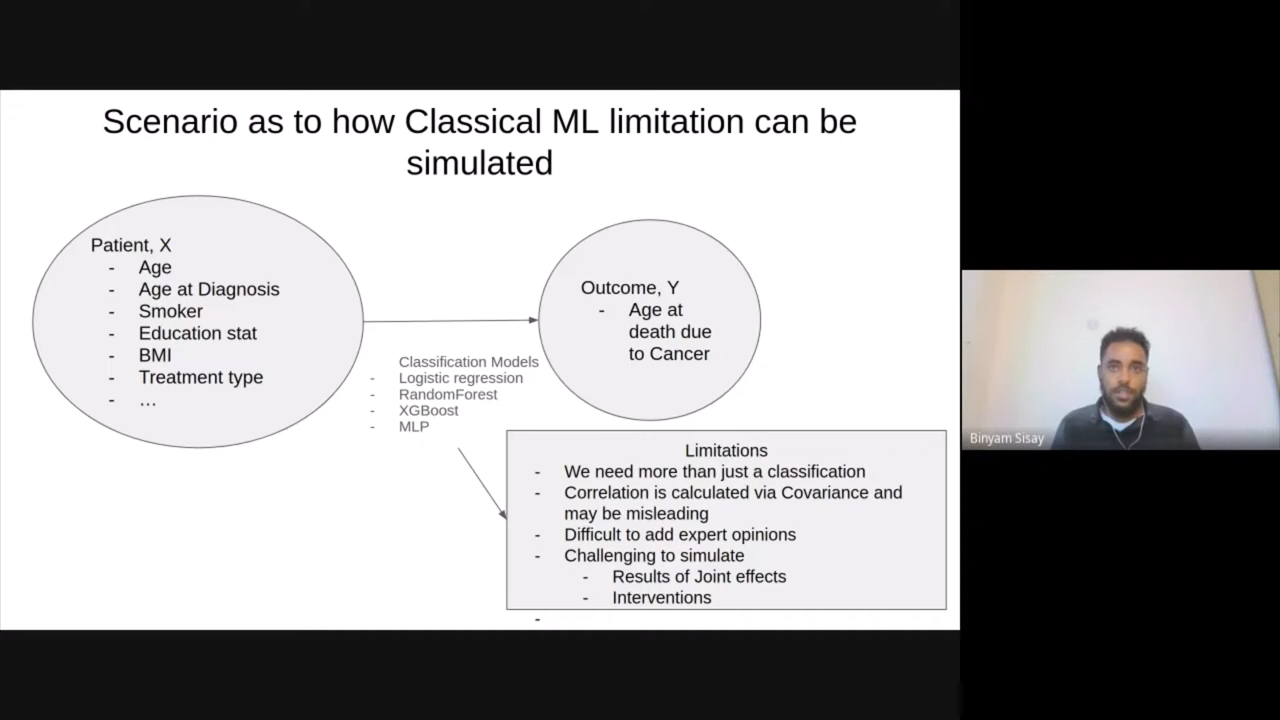 Scenario as to how Classical ML limitation can be
simulated
Patient, X
- Age
- Age at Diagnosis
- Smoker
- Education stat
- BMI
- Treatment type
- …
Classification Models
- Logistic regression
- RandomForest
- XGBoost
- MLP
Outcome, Y
- Age at
death due
to Cancer
Limitations
- We need more than just a classification
- Correlation is calculated via Covariance and
may be misleading
- Difficult to add expert opinions
- Challenging to simulate
- Results of Joint effects
- Interventions
-
Binyam Sisay